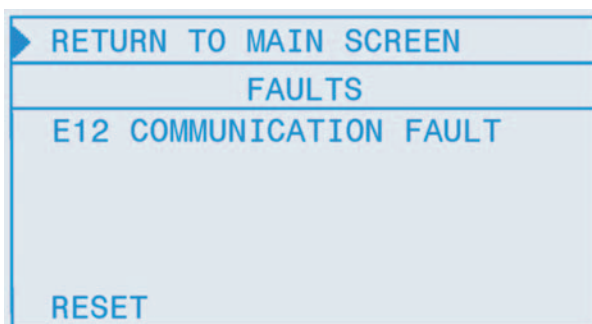 RETURN TO MAIN SCREEN
FAULTS
E12 COMMUNICATION FAULT
RESET